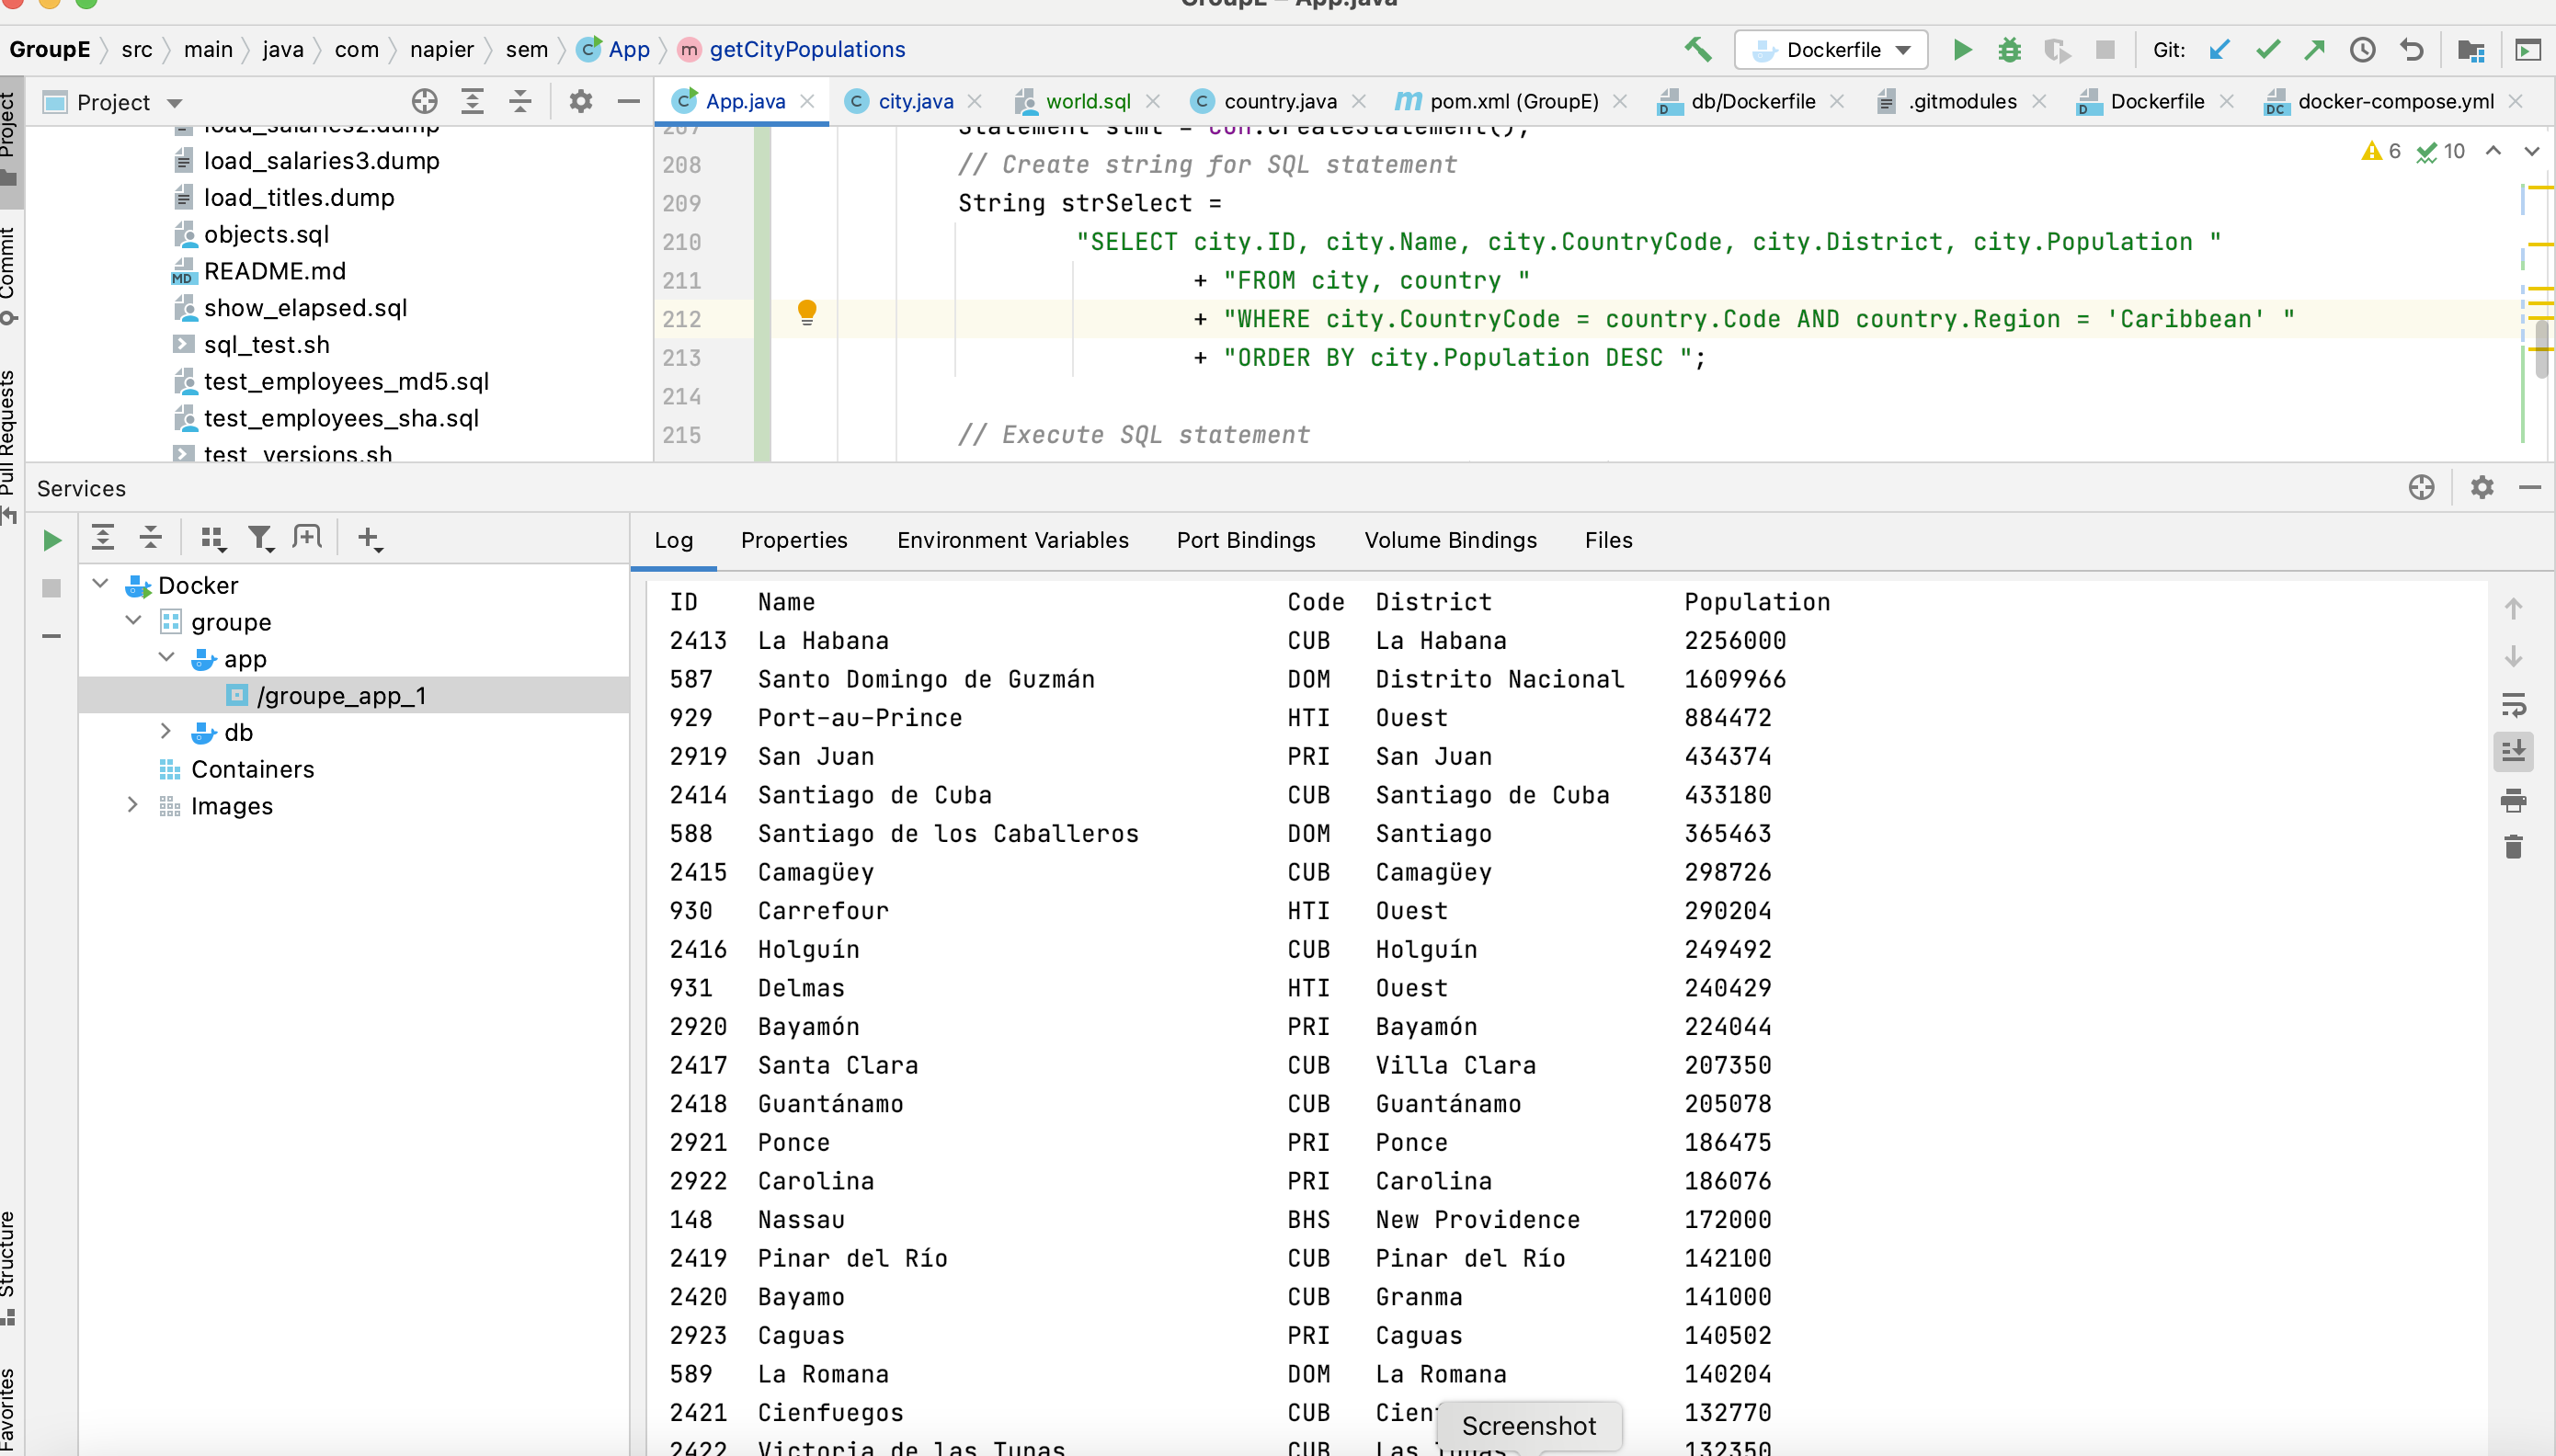 GroupE – App.java
GroupE src main java com napier sem App getCityPopulations
Dockerfile Git:
Project
App.java city.java world.sql country.java pom.xml (GroupE) db/Dockerfile .gitmodules Dockerfile docker-compose.yml
Project
Commit
Pull Requests
Structure
Favorites
load_salaries2.dump
load_salaries3.dump
load_titles.dump
objects.sql
README.md
show_elapsed.sql
sql_test.sh
test_employees_md5.sql
test_employees_sha.sql
test_versions.sh
6 10
207 Statement stmt = con.createStatement();
208 // Create string for SQL statement
209 String strSelect =
210 "SELECT city.ID, city.Name, city.CountryCode, city.District, city.Population "
211 + "FROM city, country "
212 + "WHERE city.CountryCode = country.Code AND country.Region = 'Caribbean' "
213 + "ORDER BY city.Population DESC ";
214
215 // Execute SQL statement
Services
Docker
groupe
app
/groupe_app_1
db
Containers
Images
Log Properties Environment Variables Port Bindings Volume Bindings Files
ID Name Code District Population
2413 La Habana CUB La Habana 2256000
587 Santo Domingo de Guzmán DOM Distrito Nacional 1609966
929 Port-au-Prince HTI Ouest 884472
2919 San Juan PRI San Juan 434374
2414 Santiago de Cuba CUB Santiago de Cuba 433180
588 Santiago de los Caballeros DOM Santiago 365463
2415 Camagüey CUB Camagüey 298726
930 Carrefour HTI Ouest 290204
2416 Holguín CUB Holguín 249492
931 Delmas HTI Ouest 240429
2920 Bayamón PRI Bayamón 224044
2417 Santa Clara CUB Villa Clara 207350
2418 Guantánamo CUB Guantánamo 205078
2921 Ponce PRI Ponce 186475
2922 Carolina PRI Carolina 186076
148 Nassau BHS New Providence 172000
2419 Pinar del Río CUB Pinar del Río 142100
2420 Bayamo CUB Granma 141000
2923 Caguas PRI Caguas 140502
589 La Romana DOM La Romana 140204
2421 Cienfuegos CUB Cien 132770
2422 Victoria de las Tunas CUB Las Tunas 132350
Screenshot